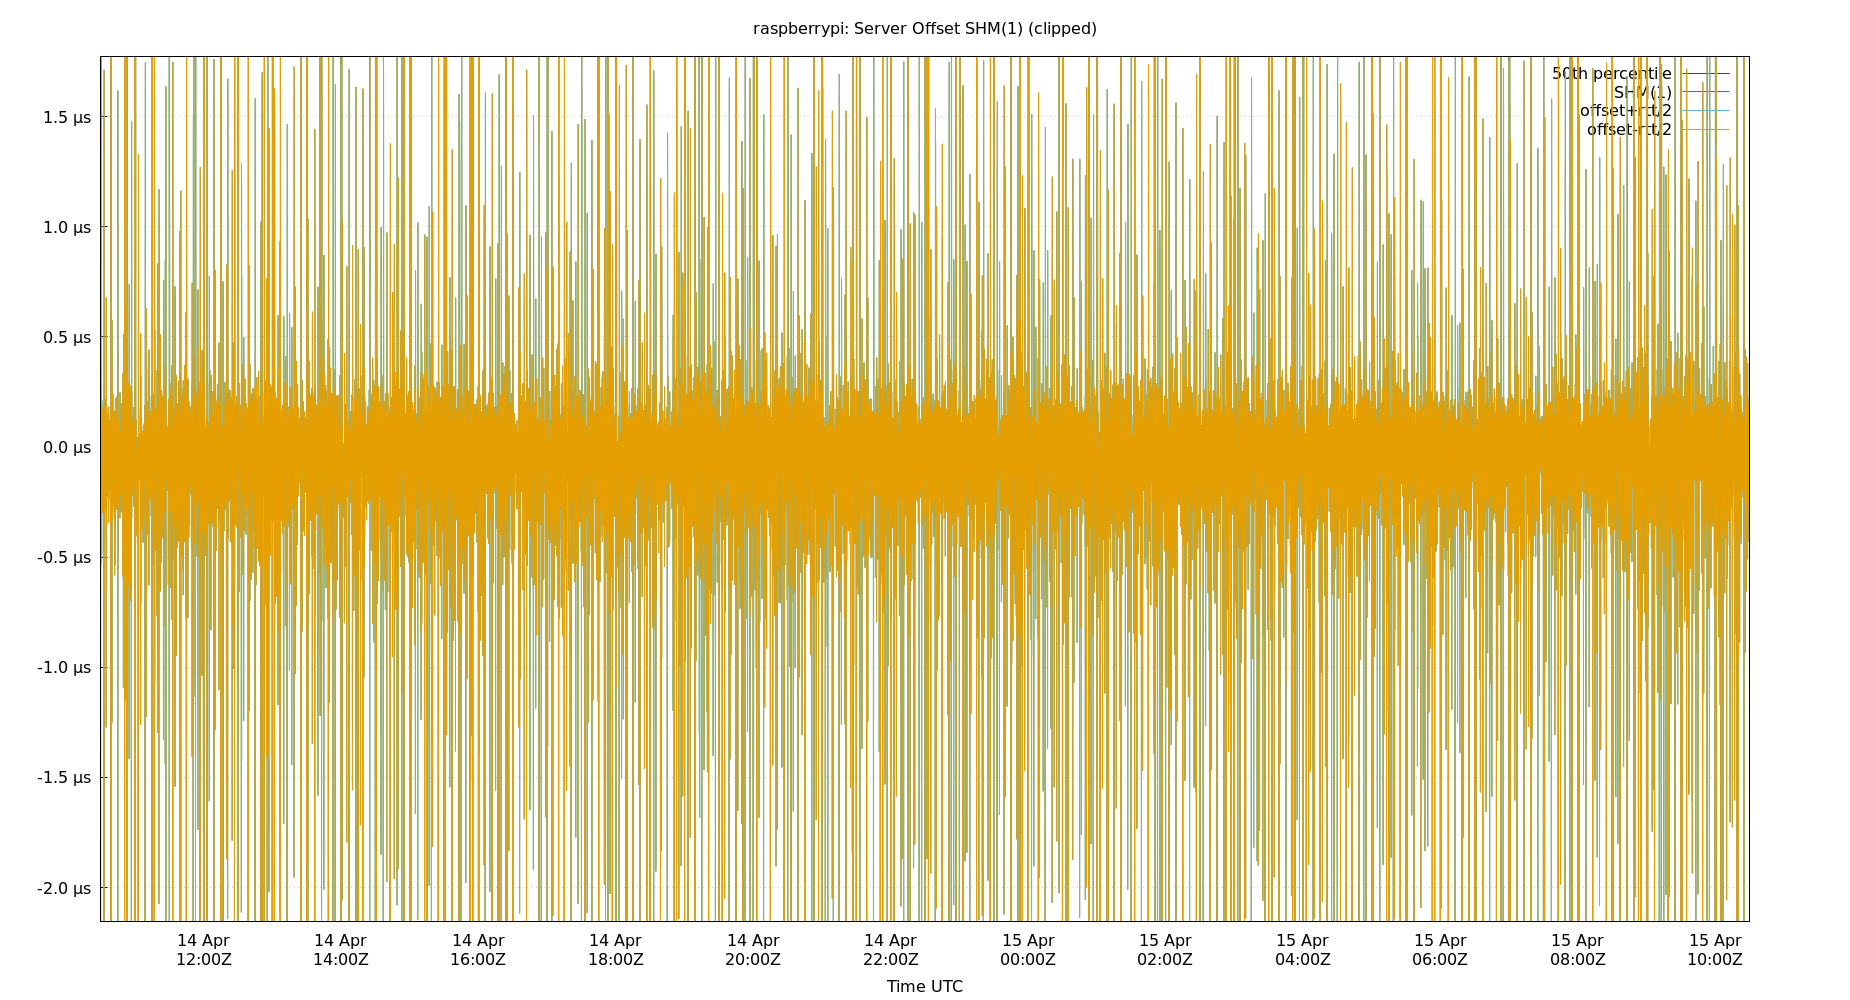 raspberrypi: Server Offset SHM(1) (clipped)
50th percentile
SHM(1)
offset+rtt/2
offset-rtt/2
1.5 µs
1.0 µs
0.5 µs
0.0 µs
-0.5 µs
-1.0 µs
-1.5 µs
-2.0 µs
14 Apr 14 Apr 14 Apr 14 Apr 14 Apr 14 Apr 15 Apr 15 Apr 15 Apr 15 Apr 15 Apr 15 Apr
12:00Z 14:00Z 16:00Z 18:00Z 20:00Z 22:00Z 00:00Z 02:00Z 04:00Z 06:00Z 08:00Z 10:00Z
Time UTC